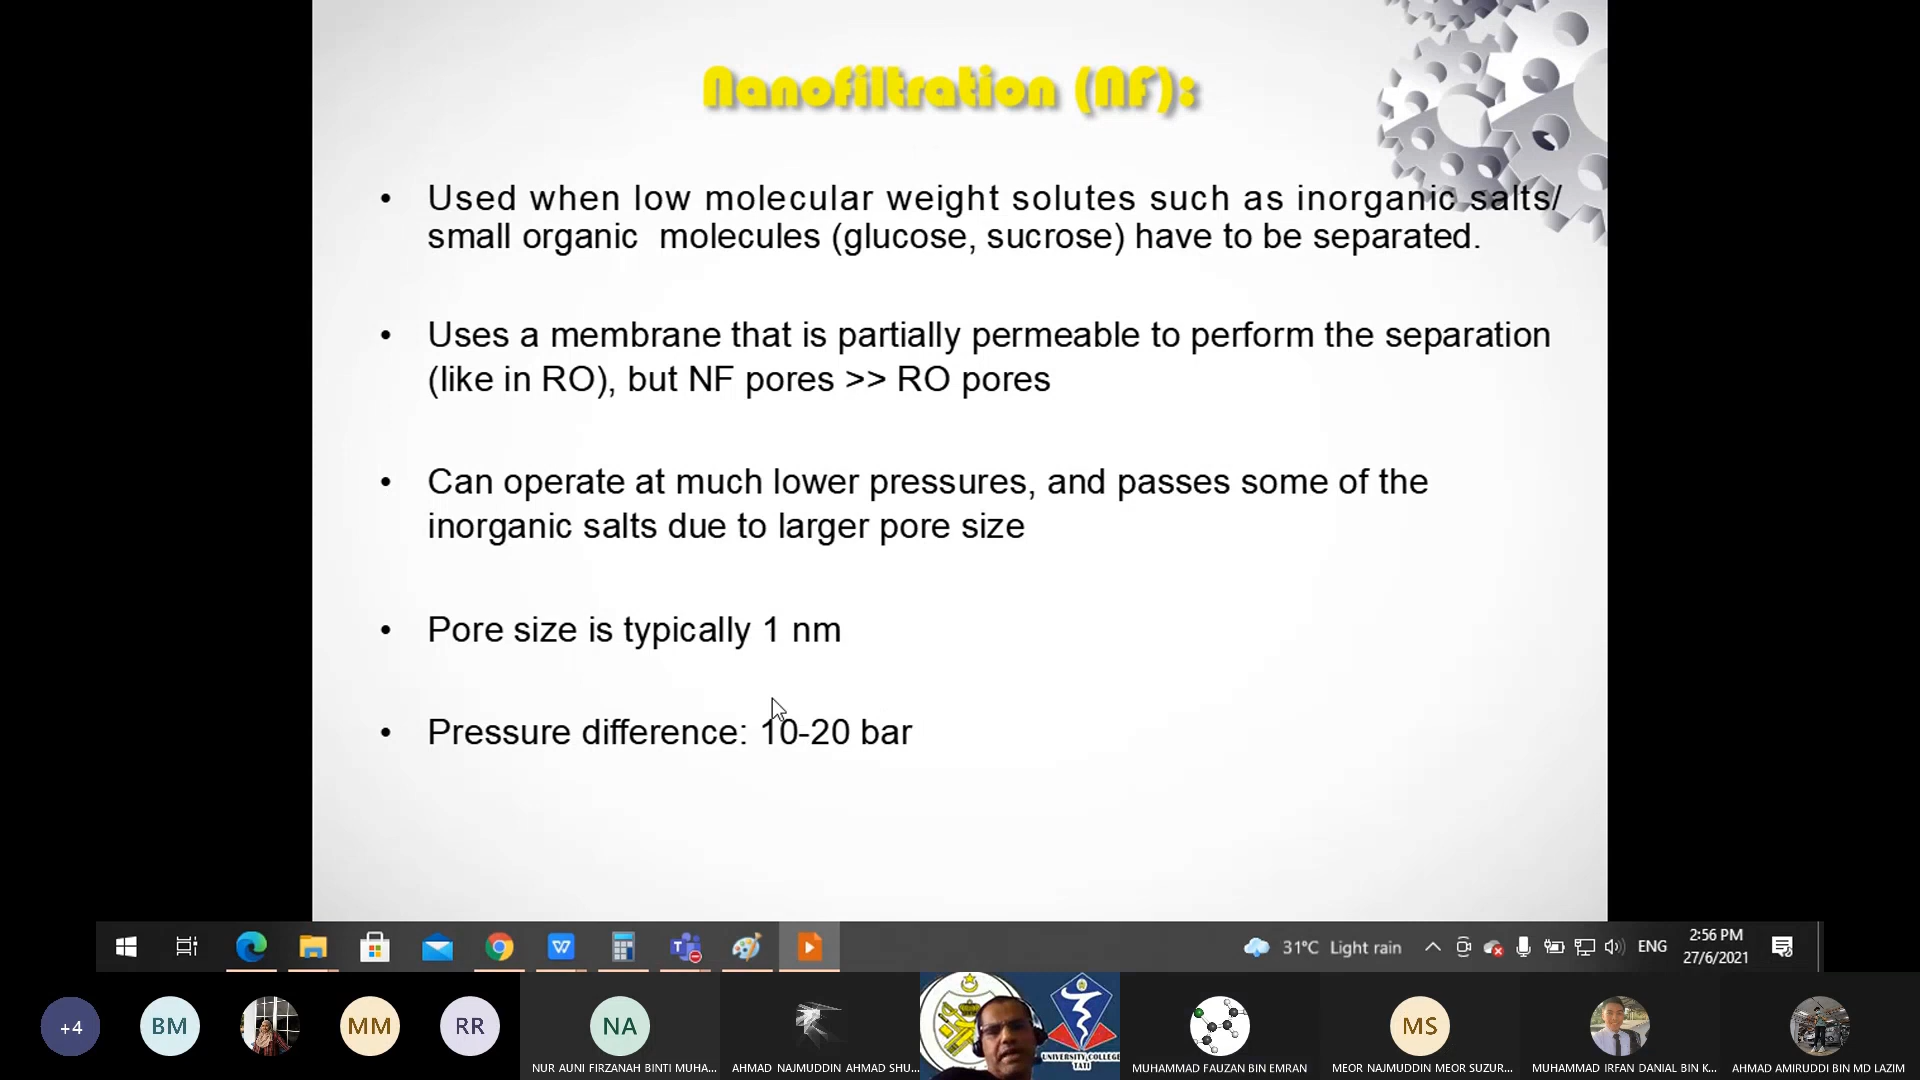 Nanofiltration (NF):
• Used when low molecular weight solutes such as inorganic salts/
small organic molecules (glucose, sucrose) have to be separated.
• Uses a membrane that is partially permeable to perform the separation
(like in RO), but NF pores >> RO pores
• Can operate at much lower pressures, and passes some of the
inorganic salts due to larger pore size
• Pore size is typically 1 nm
• Pressure difference: 10-20 bar
31°C Light rain
ENG
2:56 PM
27/6/2021
+4
BM
MM
RR
NA
MS
UNIVERSITY COLLEGE
TATI
NUR AUNI FIRZANAH BINTI MUHA...
AHMAD NAJMUDDIN AHMAD SHU...
MUHAMMAD FAUZAN BIN EMRAN
MEOR NAJMUDDIN MEOR SUZUR...
MUHAMMAD IRFAN DANIAL BIN K...
AHMAD AMIRUDDI BIN MD LAZIM